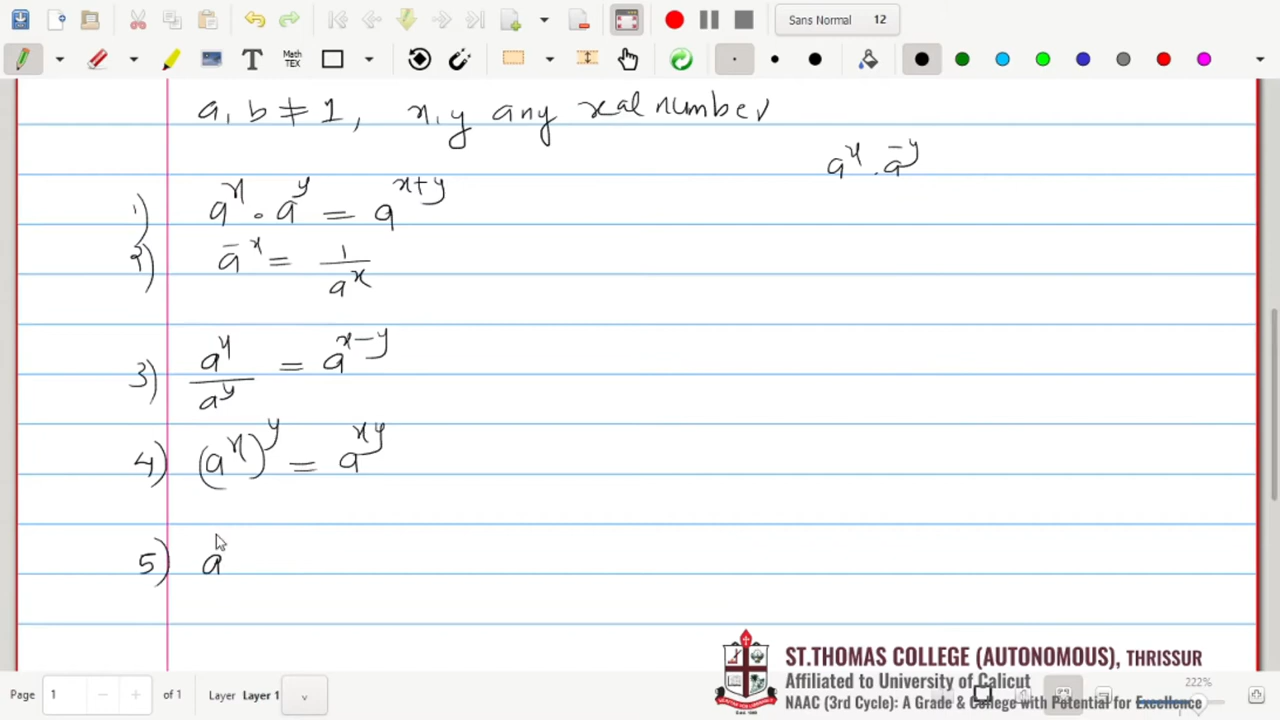 Sans Normal 12
T Math TEX
a, b ≠ 1, x, y any real number
a^x . a^-y
1) a^x . a^y = a^(x+y)
2) a^-x = 1/a^x
3) a^x/a^y = a^(x-y)
4) (a^x)^y = a^(xy)
5) a
ST.THOMAS COLLEGE (AUTONOMOUS), THRISSUR
Affiliated to University of Calicut
NAAC (3rd Cycle): A Grade & College with Potential for Excellence
Page 1 of 1 Layer Layer 1 222%